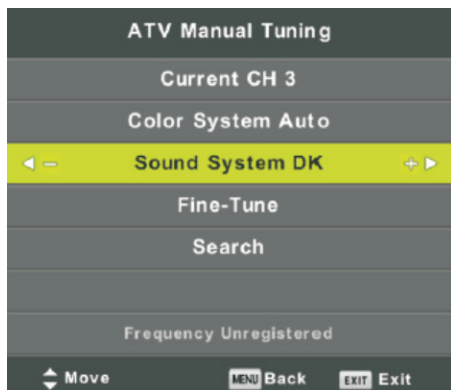 ATV Manual Tuning
Current CH 3
Color System Auto
Sound System DK
Fine-Tune
Search
Frequency Unregistered
Move MENU Back EXIT Exit